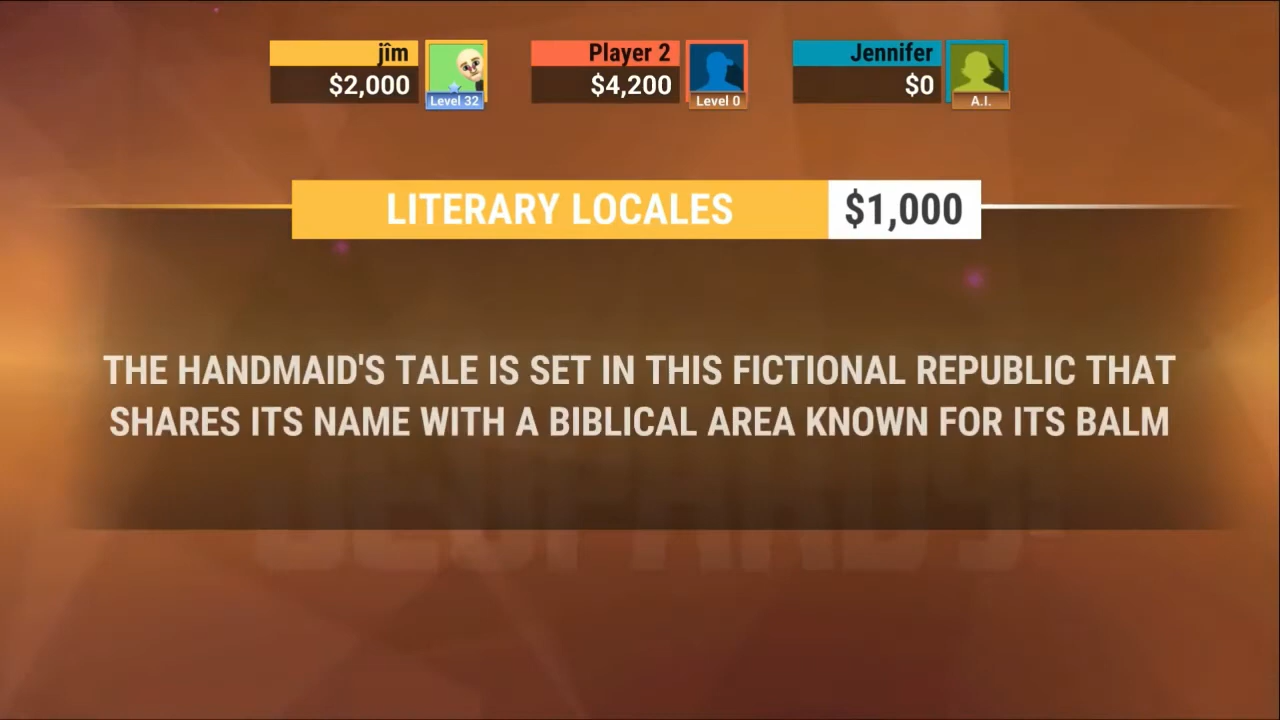 jîm
$2,000
Level 32
Player 2
$4,200
Level 0
Jennifer
$0
A.I.
LITERARY LOCALES
$1,000
THE HANDMAID'S TALE IS SET IN THIS FICTIONAL REPUBLIC THAT
SHARES ITS NAME WITH A BIBLICAL AREA KNOWN FOR ITS BALM
JEOPARDY!